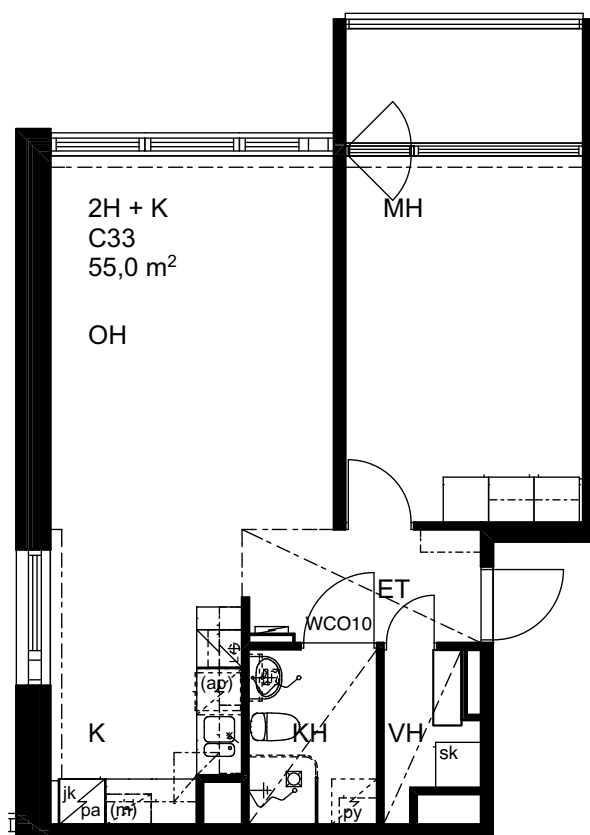 2H + K
C33
55,0 m²
MH
OH
ET
WCO10
(ap)
K
KH
VH
sk
jk
pa
(m)
py